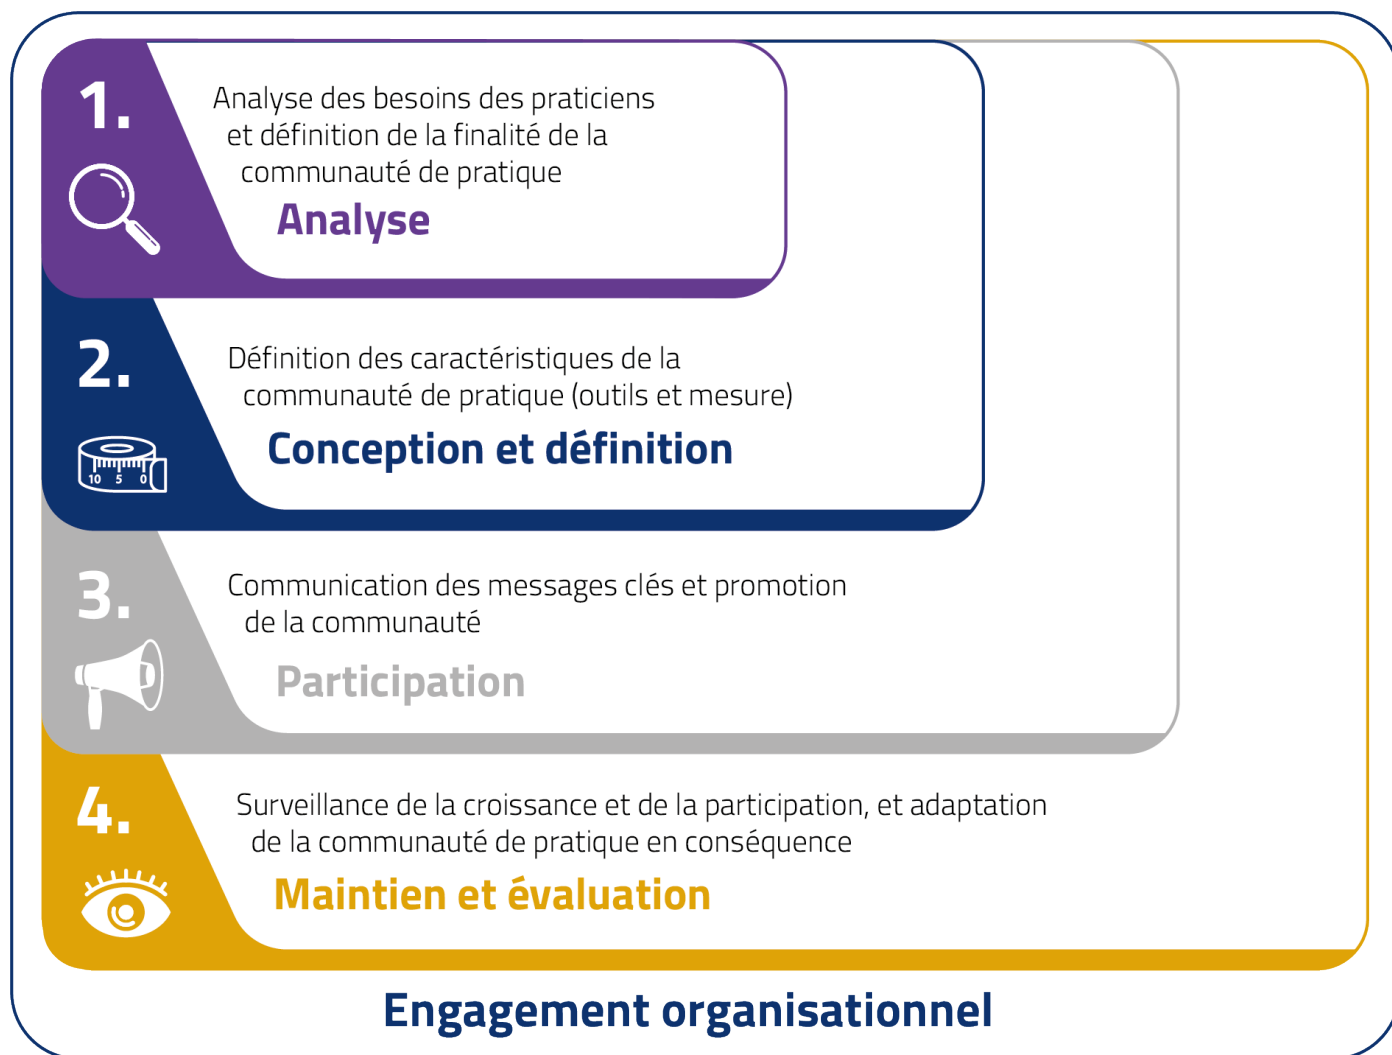 1.
Analyse des besoins des praticiens
et définition de la finalité de la
communauté de pratique
Analyse
2.
Définition des caractéristiques de la
communauté de pratique (outils et mesure)
Conception et définition
10 5 0
3.
Communication des messages clés et promotion
de la communauté
Participation
4.
Surveillance de la croissance et de la participation, et adaptation
de la communauté de pratique en conséquence
Maintien et évaluation
Engagement organisationnel